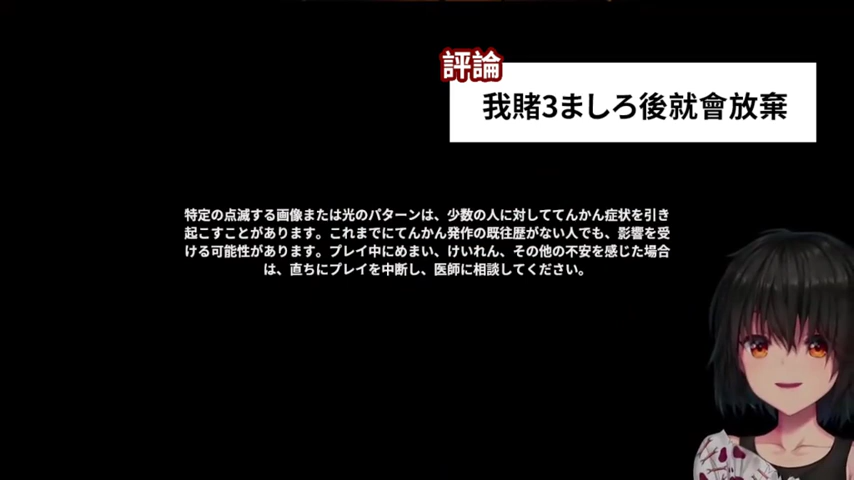 評論
我賭3ましろ後就會放棄
特定の点滅する画像または光のパターンは、少数の人に対しててんかん症状を引き
起こすことがあります。これまでにてんかん発作の既往歴がない人でも、影響を受
ける可能性があります。プレイ中にめまい、けいれん、その他の不安を感じた場合
は、直ちにプレイを中断し、医師に相談してください。